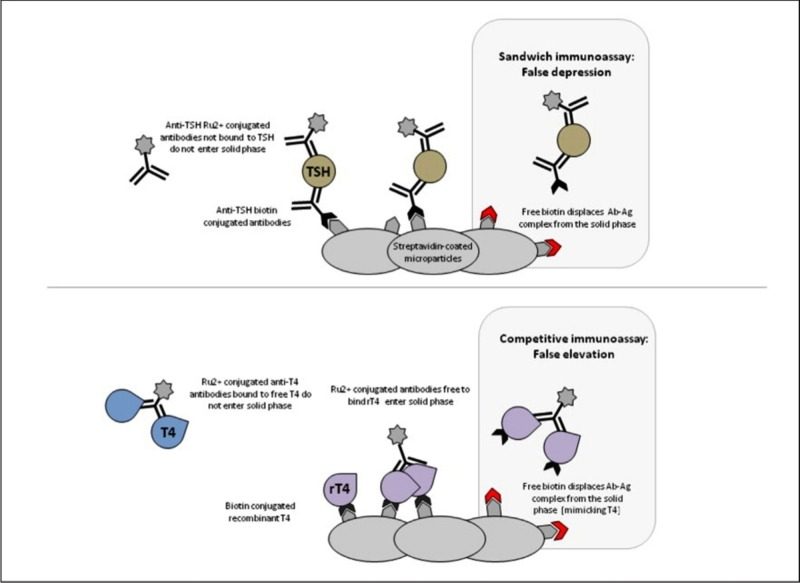 Sandwich immunoassay:
False depression
Anti-TSH Ru2+ conjugated
antibodies not bound to TSH
do not enter solid phase
TSH
Anti-TSH biotin
conjugated antibodies
Free biotin displaces Ab-Ag
complex from the solid phase
Streptavidin-coated
microparticles
Competitive immunoassay:
False elevation
Ru2+ conjugated anti-T4
antibodies bound to free T4 do
not enter solid phase
Ru2+ conjugated antibodies free to
bind rT4 enter solid phase
T4
rT4
Biotin conjugated
recombinant T4
Free biotin displaces Ab-Ag
complex from the solid
phase [mimicking T4]